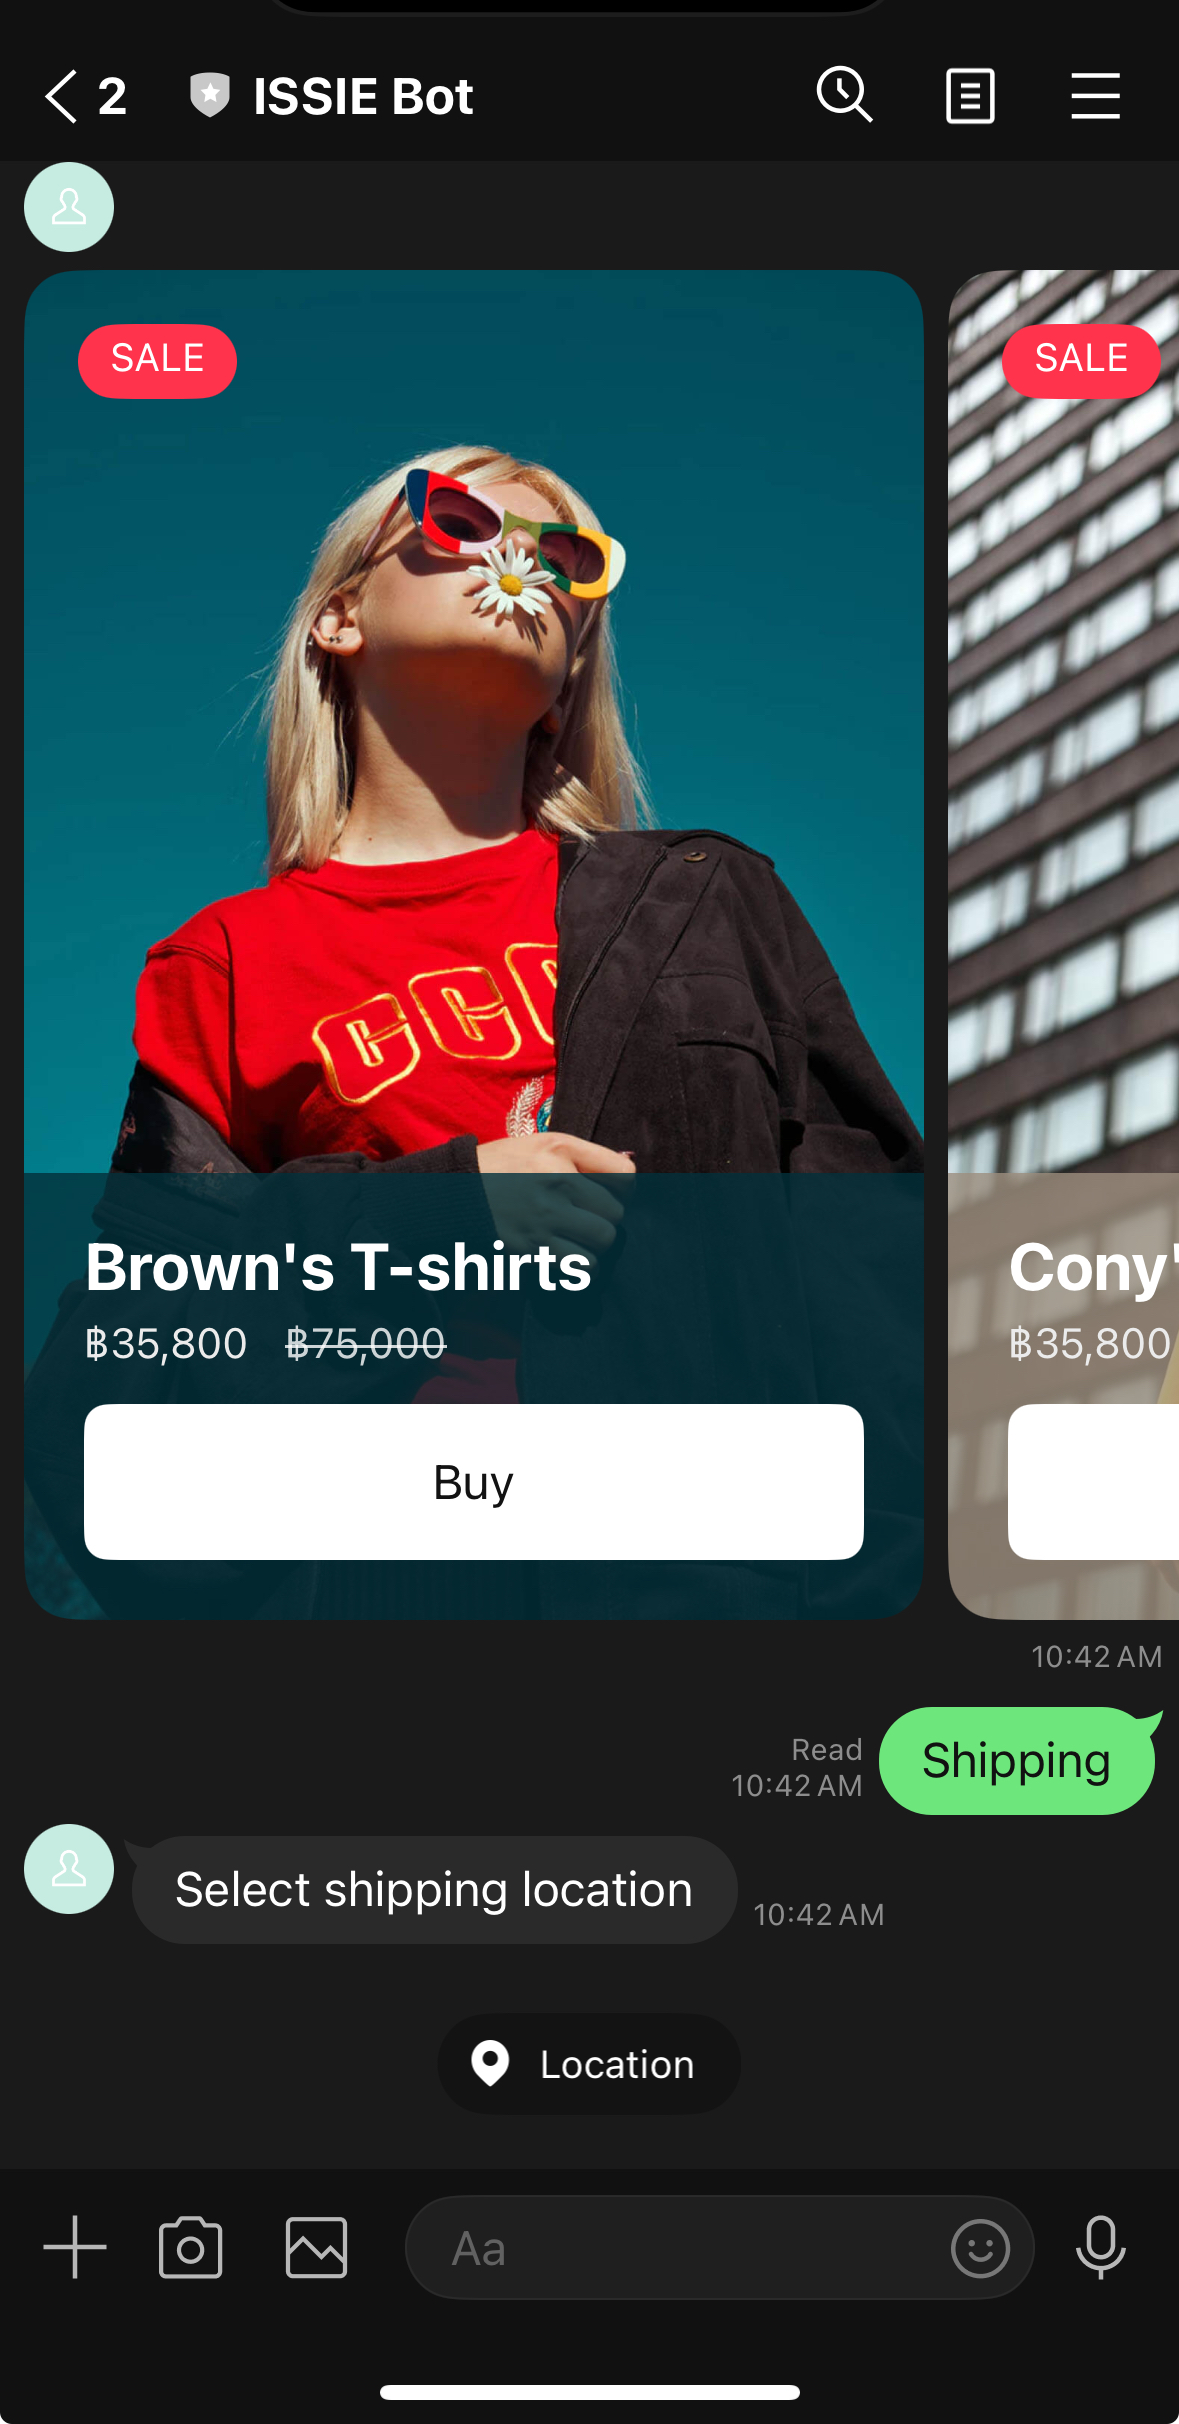 2
ISSIE Bot
SALE
SALE
CCC
Brown's T-shirts
฿35,800 ฿75,000
Buy
Cony'
฿35,800
10:42 AM
Shipping
Read
10:42 AM
Select shipping location
10:42 AM
Location
Aa